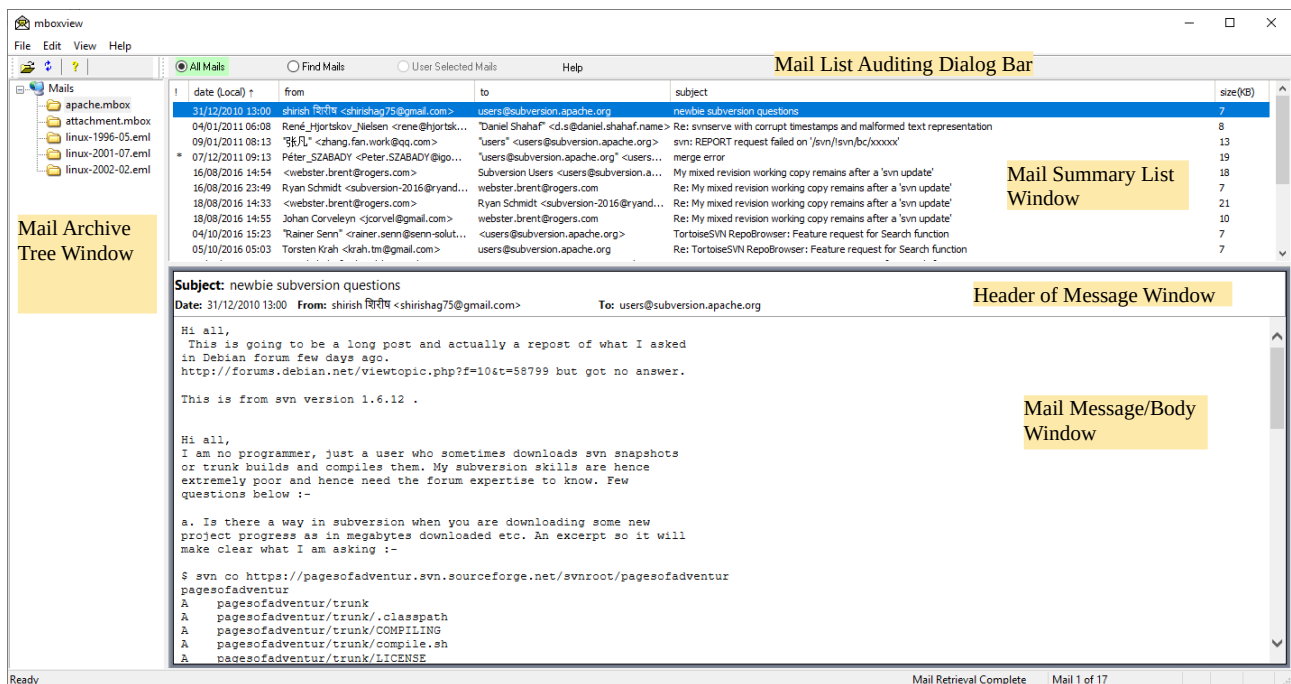 mboxview
File Edit View Help
All Mails Find Mails User Selected Mails Help Mail List Auditing Dialog Bar
Mails
apache.mbox
attachment.mbox
linux-1996-05.eml
linux-2001-07.eml
linux-2002-02.eml
Mail Archive
Tree Window
! date (Local) ↑ from to subject size(KB)
31/12/2010 13:00 shirish शिरीष <shirishag75@gmail.com> users@subversion.apache.org newbie subversion questions 7
04/01/2011 06:08 René_Hjortskov_Nielsen <rene@hjortsk... "Daniel Shahaf" <d.s@daniel.shahaf.name> Re: svnserve with corrupt timestamps and malformed text representation 8
09/01/2011 08:13 "张凡" <zhang.fan.work@qq.com> "users" <users@subversion.apache.org> svn: REPORT request failed on '/svn/!svn/bc/xxxxx' 13
* 07/12/2011 09:13 Péter_SZABADY <Peter.SZABADY@igo... "users@subversion.apache.org" <users... merge error 19
16/08/2016 14:54 <webster.brent@rogers.com> Subversion Users <users@subversion.a... My mixed revision working copy remains after a 'svn update' 18
16/08/2016 23:49 Ryan Schmidt <subversion-2016@ryand... webster.brent@rogers.com Re: My mixed revision working copy remains after a 'svn update' 7
18/08/2016 14:33 <webster.brent@rogers.com> Ryan Schmidt <subversion-2016@ryand... Re: My mixed revision working copy remains after a 'svn update' 21
18/08/2016 14:55 Johan Corveleyn <jcorvel@gmail.com> webster.brent@rogers.com Re: My mixed revision working copy remains after a 'svn update' 10
04/10/2016 15:23 "Rainer Senn" <rainer.senn@senn-solut... <users@subversion.apache.org> TortoiseSVN RepoBrowser: Feature request for Search function 7
05/10/2016 05:03 Torsten Krah <krah.tm@gmail.com> users@subversion.apache.org Re: TortoiseSVN RepoBrowser: Feature request for Search function 7
Mail Summary List
Window
Subject: newbie subversion questions
Date: 31/12/2010 13:00 From: shirish शिरीष <shirishag75@gmail.com> To: users@subversion.apache.org
Header of Message Window
Hi all,
This is going to be a long post and actually a repost of what I asked
in Debian forum few days ago.
http://forums.debian.net/viewtopic.php?f=10&t=58799 but got no answer.
This is from svn version 1.6.12 .
Mail Message/Body
Window
Hi all,
I am no programmer, just a user who sometimes downloads svn snapshots
or trunk builds and compiles them. My subversion skills are hence
extremely poor and hence need the forum expertise to know. Few
questions below :-
a. Is there a way in subversion when you are downloading some new
project progress as in megabytes downloaded etc. An excerpt so it will
make clear what I am asking :-
$ svn co https://pagesofadventur.svn.sourceforge.net/svnroot/pagesofadventur
pagesofadventur
A pagesofadventur/trunk
A pagesofadventur/trunk/.classpath
A pagesofadventur/trunk/COMPILING
A pagesofadventur/trunk/compile.sh
A pagesofadventur/trunk/LICENSE
Ready Mail Retrieval Complete Mail 1 of 17